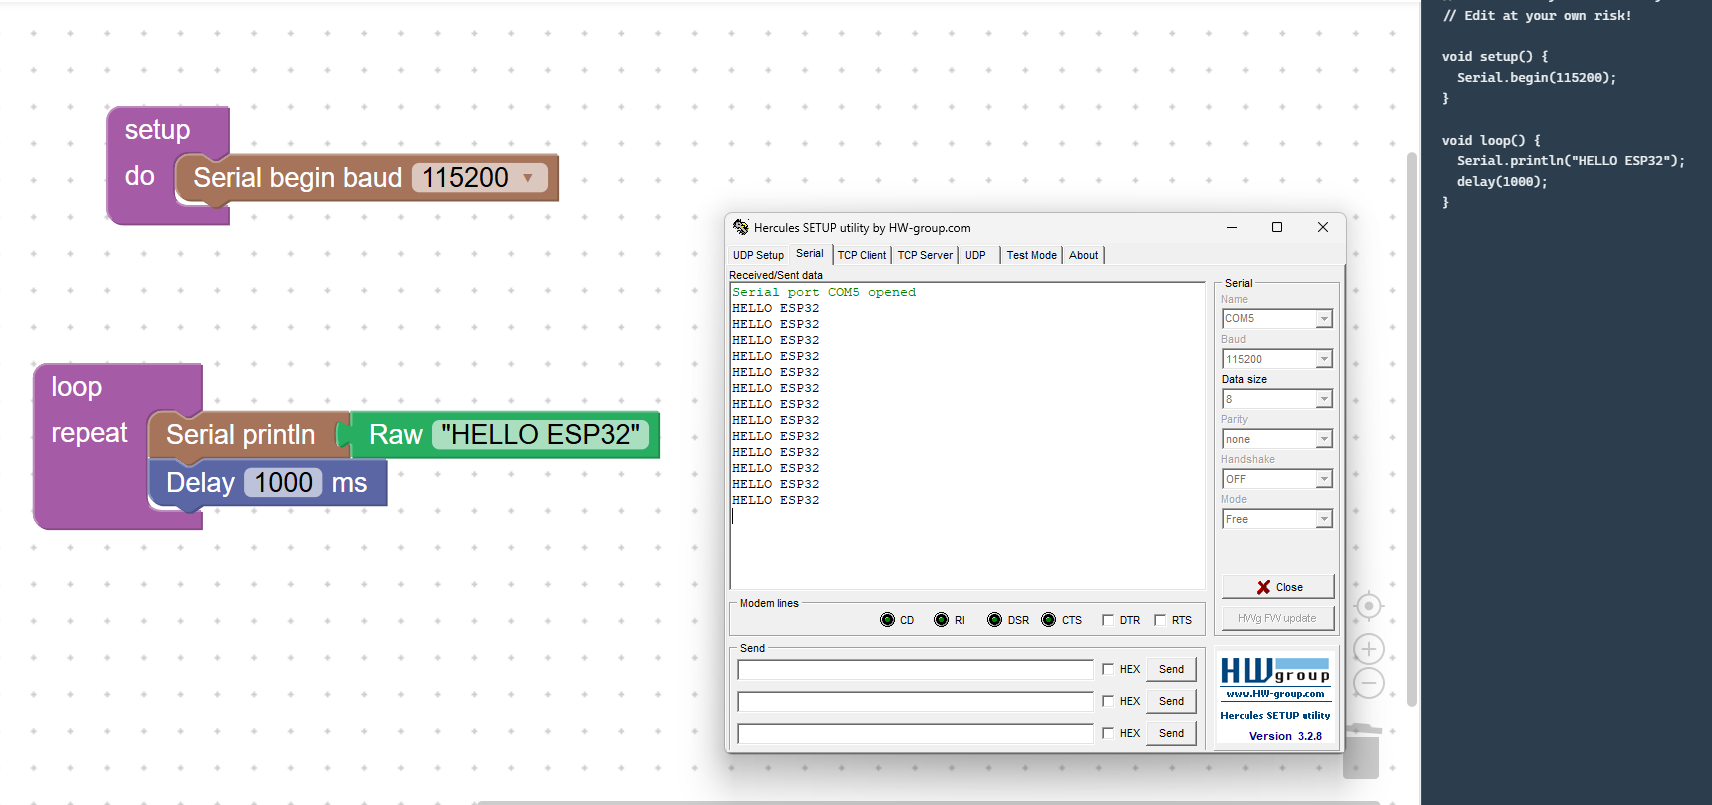 setup
do Serial begin baud 115200
loop
repeat Serial println Raw "HELLO ESP32"
Delay 1000 ms
Hercules SETUP utility by HW-group.com
UDP Setup Serial TCP Client TCP Server UDP Test Mode About
Received/Sent data
Serial port COM5 opened
HELLO ESP32
HELLO ESP32
HELLO ESP32
HELLO ESP32
HELLO ESP32
HELLO ESP32
HELLO ESP32
HELLO ESP32
HELLO ESP32
HELLO ESP32
HELLO ESP32
HELLO ESP32
HELLO ESP32
Serial
Name
COM5
Baud
115200
Data size
8
Parity
none
Handshake
OFF
Mode
Free
Close
HWg FW update
Modem lines
CD RI DSR CTS DTR RTS
Send
HEX Send
HEX Send
HEX Send
HW group
www.HW-group.com
Hercules SETUP utility
Version 3.2.8
// Edit at your own risk!
void setup() {
Serial.begin(115200);
}
void loop() {
Serial.println("HELLO ESP32");
delay(1000);
}